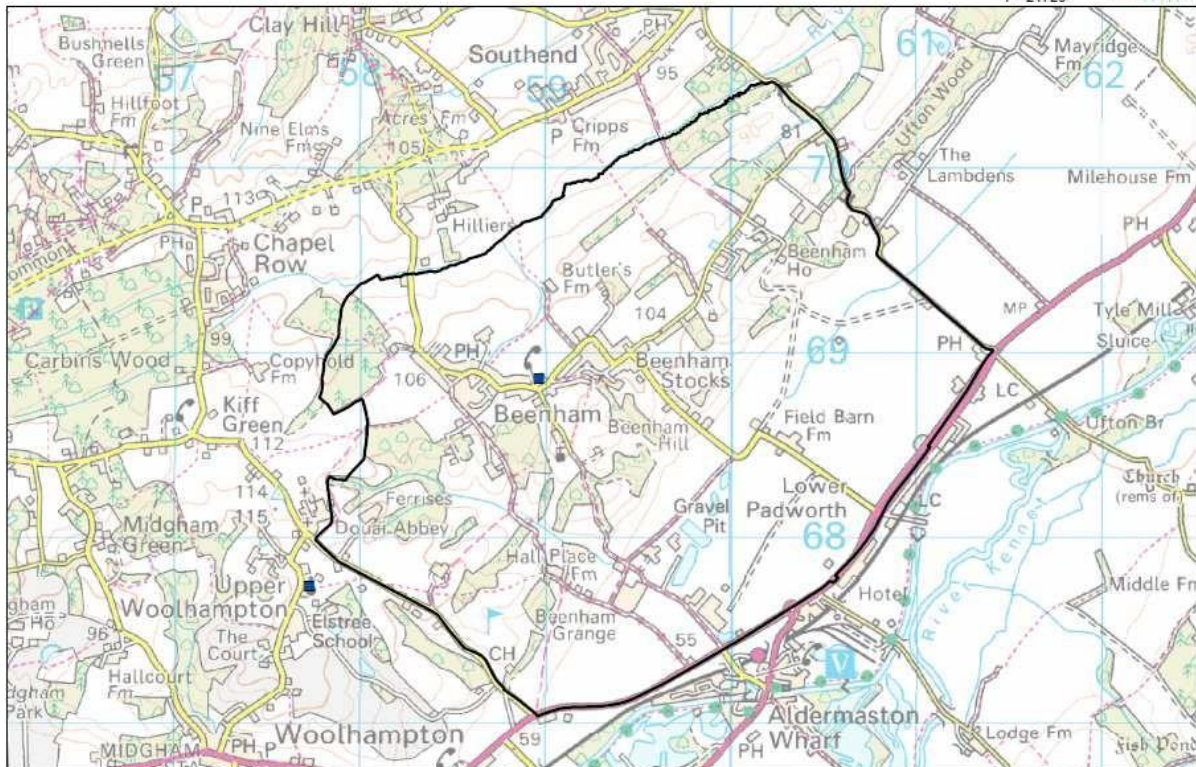 Clay Hill
Bushnells
Green
57
58
Southend
PH
95
59
61
Mayridge
Fm
62
Hillfoot
Fm
Nine Elms
Fm
Acres Fm
105
P
Cripps
Fm
81
Ufton Wood
The
Lambdens
Milehouse Fm
113
P
PH
Chapel
Row
Hilliers
Beenham
Ho
PH
Butler's
Fm
104
MP
Tyle Mill
Sluice
99
Carbins Wood
Copyhold
Fm
106
PH
69
PH
Beenham
Stocks
LC
Kiff
Green
112
Beenham
Beenham
Hill
Field Barn
Fm
Ufton Br
Church
(rems of)
114
115
Ferrises
Gravel
Pit
Lower
Padworth
LC
Midgham
Green
Douai Abbey
68
River Kennet
Upper
Woolhampton
Hall Place
Fm
Hotel
Middle Fm
Elstree
School
The
Court
Beenham
Grange
55
96
Hallcourt
Fm
CH
V
Park
Woolhampton
59
Aldermaston
Wharf
Lodge Fm
MIDGHAM
PH
P
PH